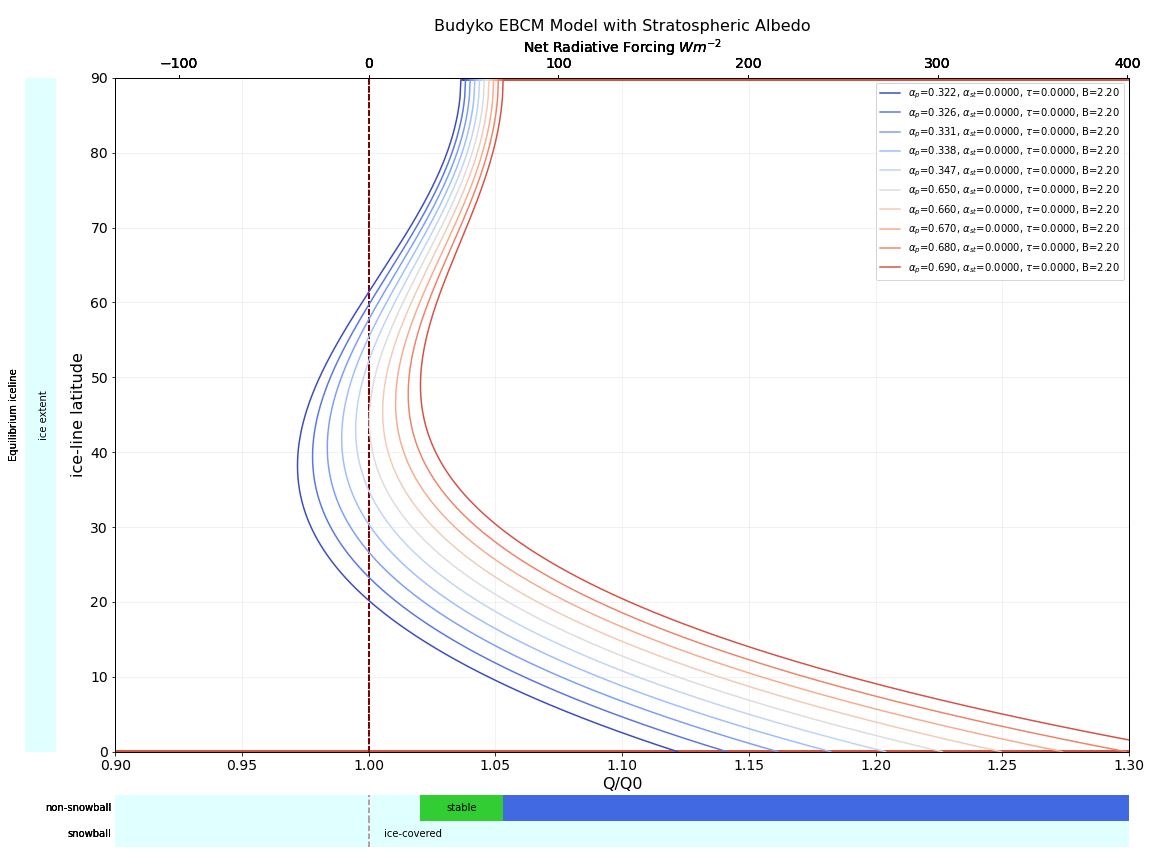 Budyko EBCM Model with Stratospheric Albedo
Net Radiative Forcing Wm⁻²
−100 0 100 200 300 400
αp=0.322, αst=0.0000, τ=0.0000, B=2.20
αp=0.326, αst=0.0000, τ=0.0000, B=2.20
αp=0.331, αst=0.0000, τ=0.0000, B=2.20
αp=0.338, αst=0.0000, τ=0.0000, B=2.20
αp=0.347, αst=0.0000, τ=0.0000, B=2.20
αp=0.650, αst=0.0000, τ=0.0000, B=2.20
αp=0.660, αst=0.0000, τ=0.0000, B=2.20
αp=0.670, αst=0.0000, τ=0.0000, B=2.20
αp=0.680, αst=0.0000, τ=0.0000, B=2.20
αp=0.690, αst=0.0000, τ=0.0000, B=2.20
Equilibrium iceline
ice extent
ice-line latitude
90
80
70
60
50
40
30
20
10
0
0.90 0.95 1.00 1.05 1.10 1.15 1.20 1.25 1.30
Q/Q0
non-snowball
stable
snowball
ice-covered